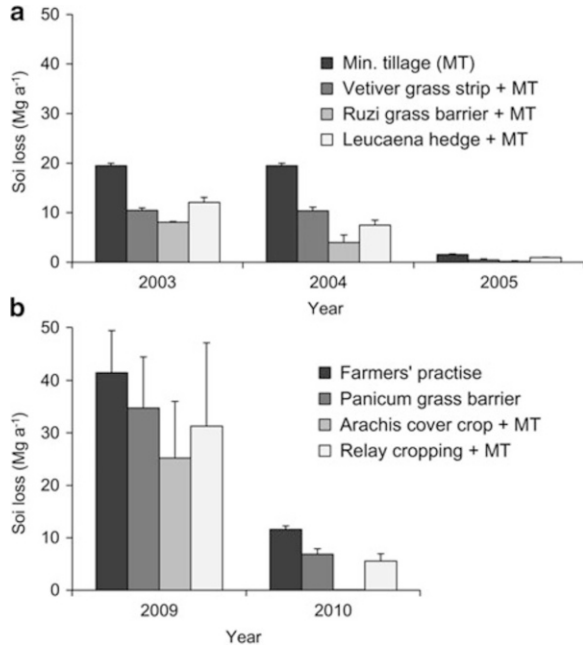 a
50
40
30
20
10
0
Soi loss (Mg a⁻¹)
Min. tillage (MT)
Vetiver grass strip + MT
Ruzi grass barrier + MT
Leucaena hedge + MT
2003 2004 2005
Year
b
50
40
30
20
10
0
Soi loss (Mg a⁻¹)
Farmers' practise
Panicum grass barrier
Arachis cover crop + MT
Relay cropping + MT
2009 2010
Year